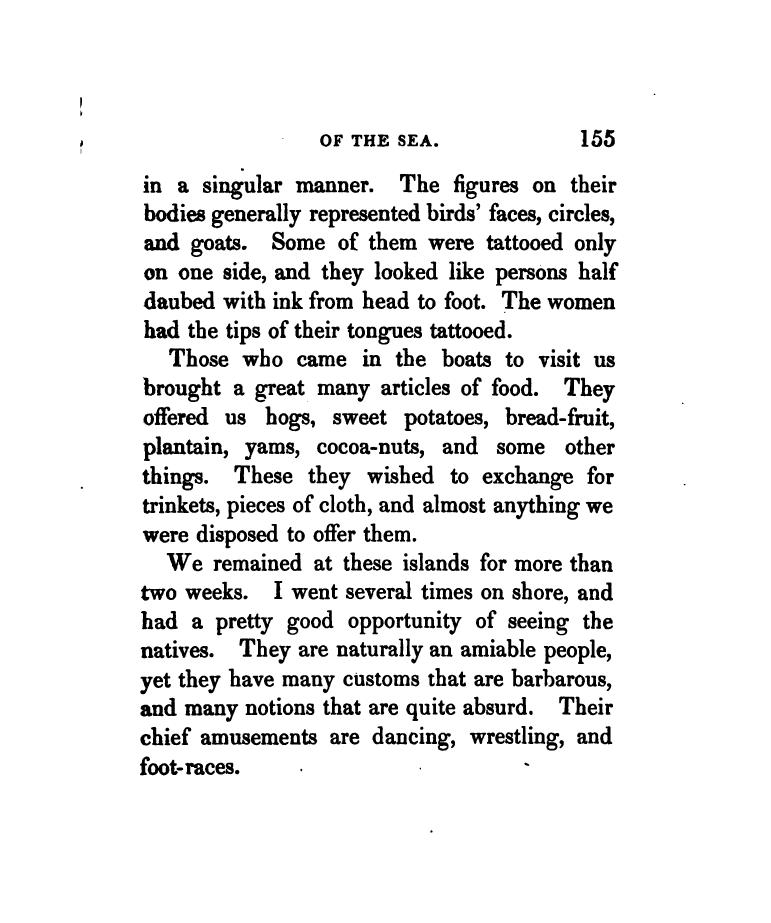 OF THE SEA. 155
in a singular manner. The figures on their
bodies generally represented birds' faces, circles,
and goats. Some of them were tattooed only
on one side, and they looked like persons half
daubed with ink from head to foot. The women
had the tips of their tongues tattooed.
Those who came in the boats to visit us
brought a great many articles of food. They
offered us hogs, sweet potatoes, bread-fruit,
plantain, yams, cocoa-nuts, and some other
things. These they wished to exchange for
trinkets, pieces of cloth, and almost anything we
were disposed to offer them.
We remained at these islands for more than
two weeks. I went several times on shore, and
had a pretty good opportunity of seeing the
natives. They are naturally an amiable people,
yet they have many customs that are barbarous,
and many notions that are quite absurd. Their
chief amusements are dancing, wrestling, and
foot-races.